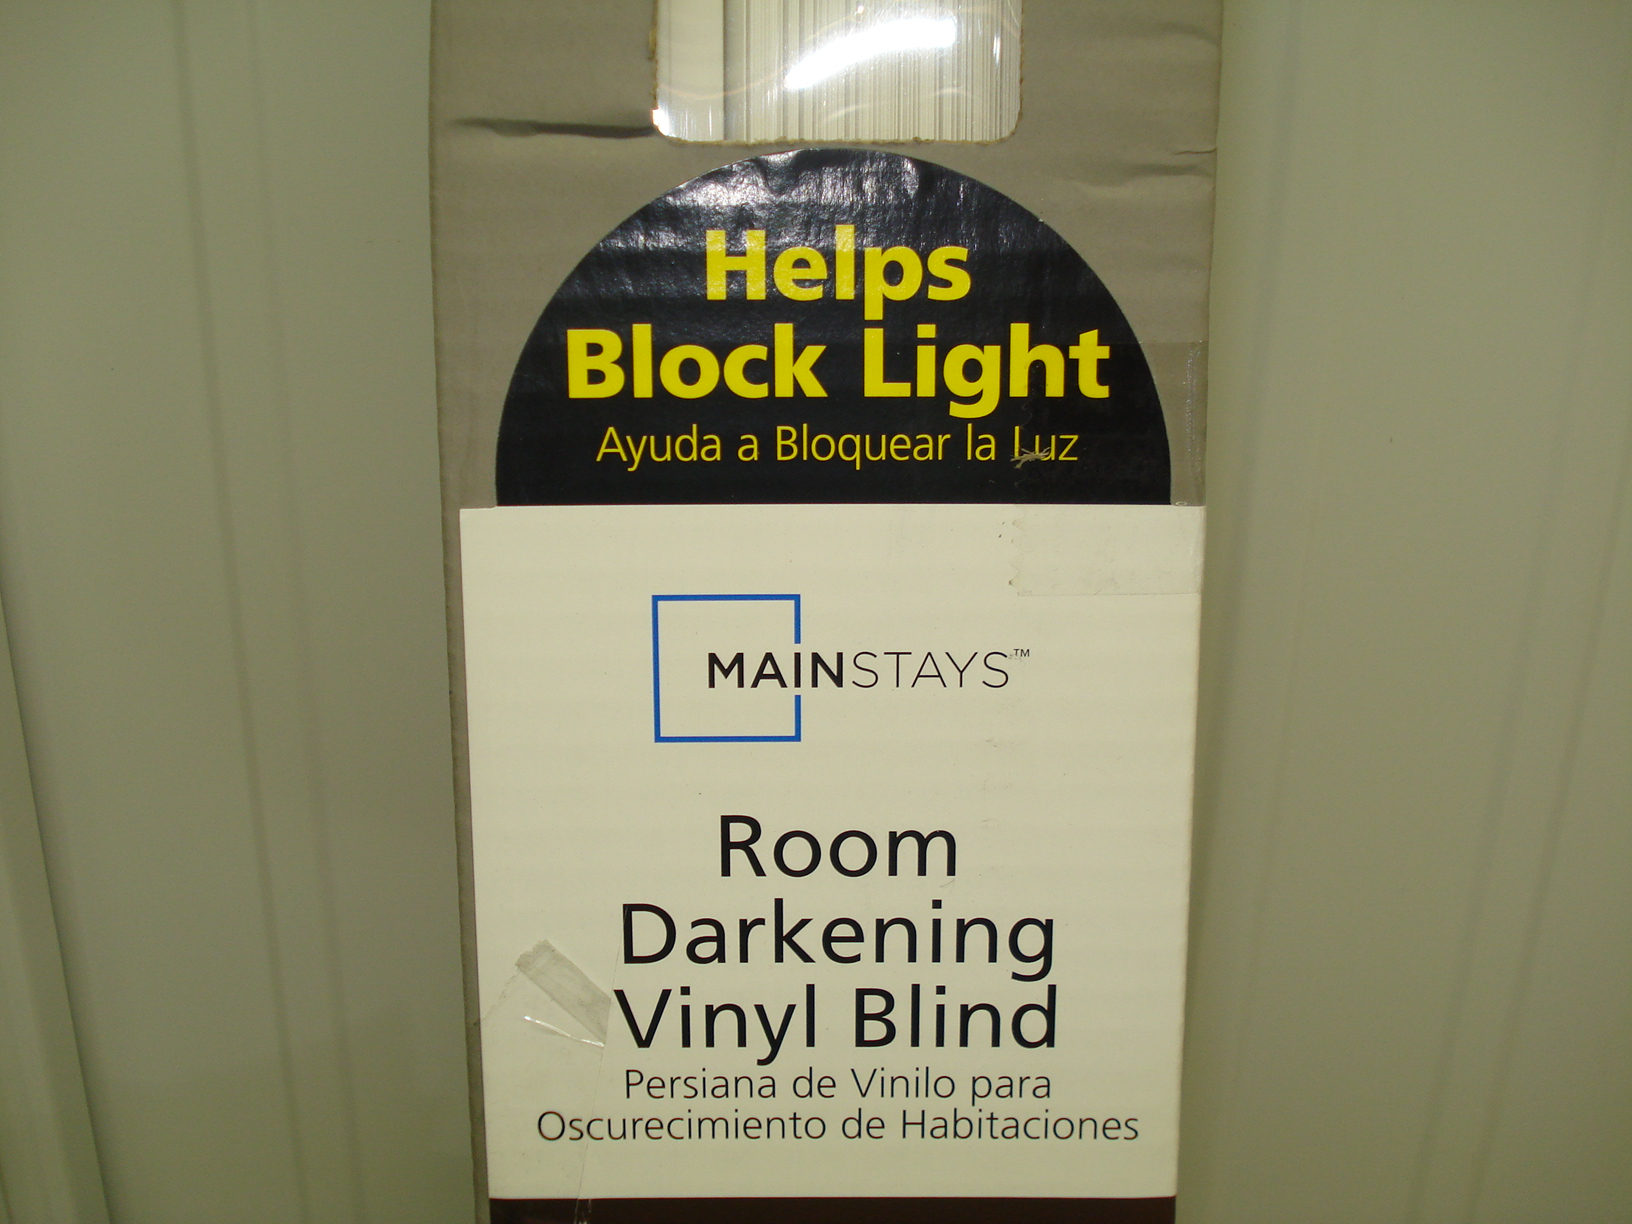 Helps
Block Light
Ayuda a Bloquear la Luz
MAINSTAYS™
Room
Darkening
Vinyl Blind
Persiana de Vinilo para
Oscurecimiento de Habitaciones